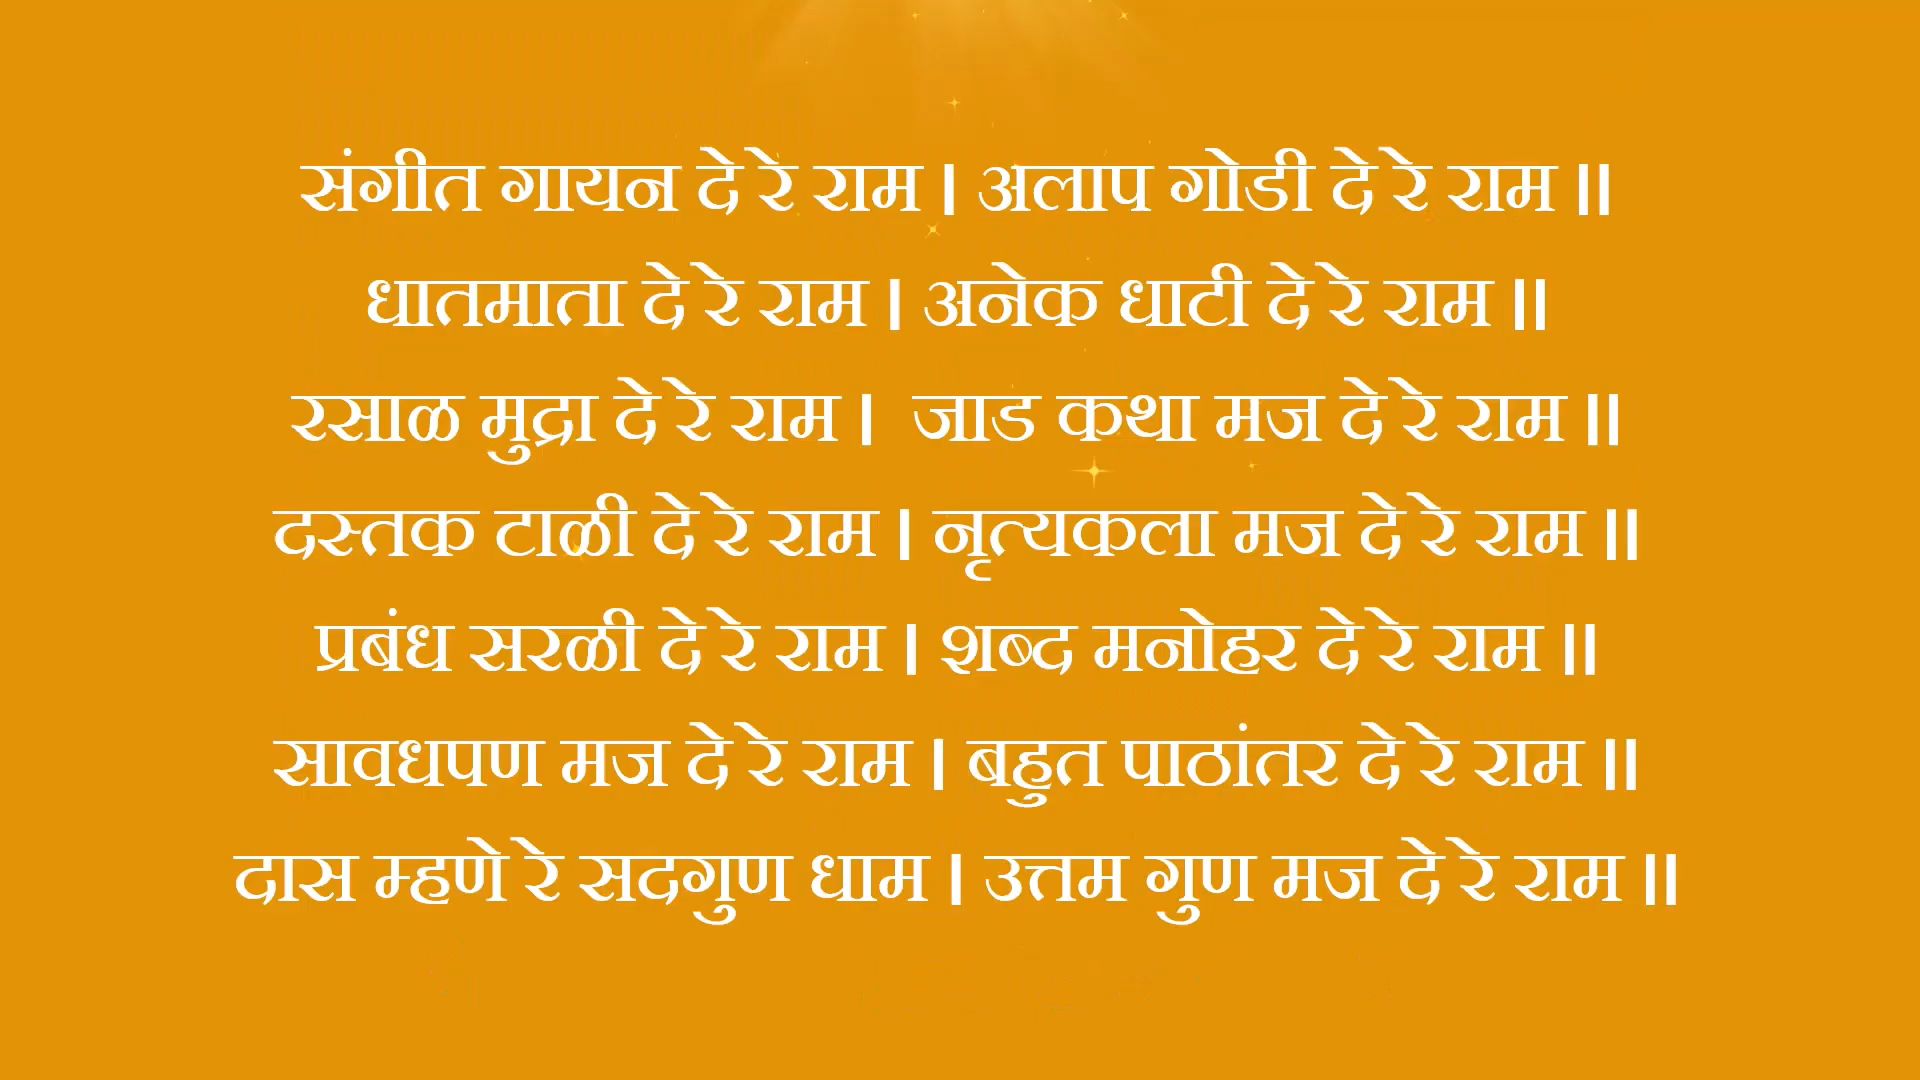 संगीत गायन दे रे राम । अलाप गोडी दे रे राम ॥
धातमाता दे रे राम । अनेक धाटी दे रे राम ॥
रसाळ मुद्रा दे रे राम । जाड कथा मज दे रे राम ॥
दस्तक टाळी दे रे राम । नृत्यकला मज दे रे राम ॥
प्रबंध सरळी दे रे राम । शब्द मनोहर दे रे राम ॥
सावधपण मज दे रे राम । बहुत पाठांतर दे रे राम ॥
दास म्हणे रे सदगुण धाम । उत्तम गुण मज दे रे राम ॥